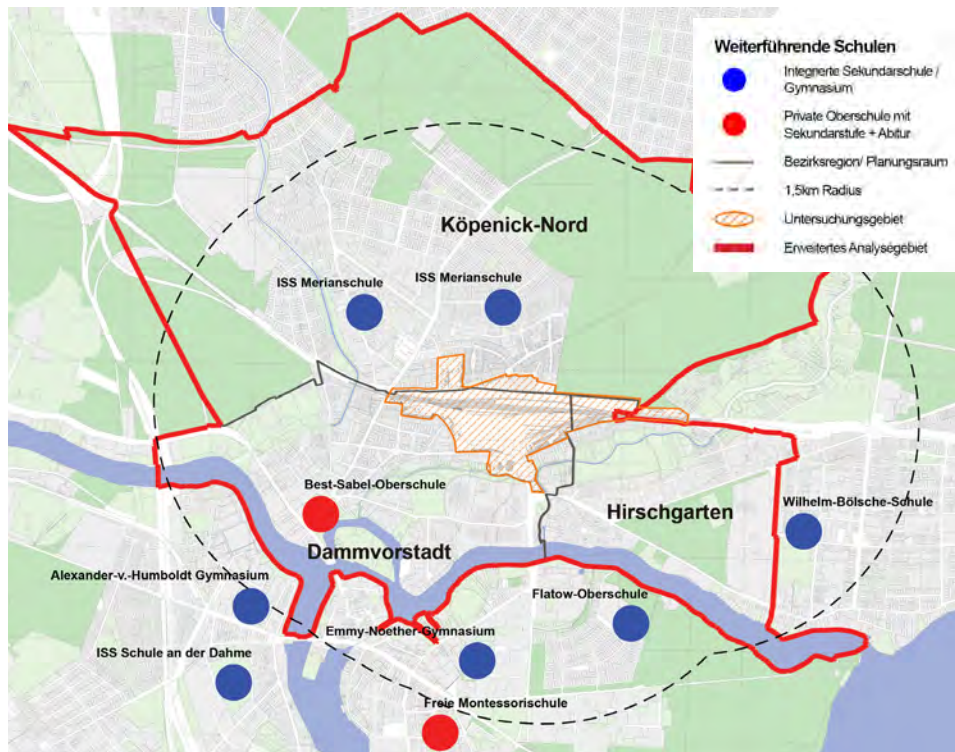 Weiterführende Schulen
Integrierte Sekundarschule /
Gymnasium
Private Oberschule mit
Sekundarstufe + Abitur
Bezirksregion/ Planungsraum
1,5km Radius
Untersuchungsgebiet
Erweitertes Analysegebiet
Köpenick-Nord
ISS Merianschule
ISS Merianschule
Best-Sabel-Oberschule
Hirschgarten
Wilhelm-Bölsche-Schule
Dammvorstadt
Alexander-v.-Humboldt Gymnasium
Flatow-Oberschule
Emmy-Noether-Gymnasium
ISS Schule an der Dahme
Freie Montessorischule